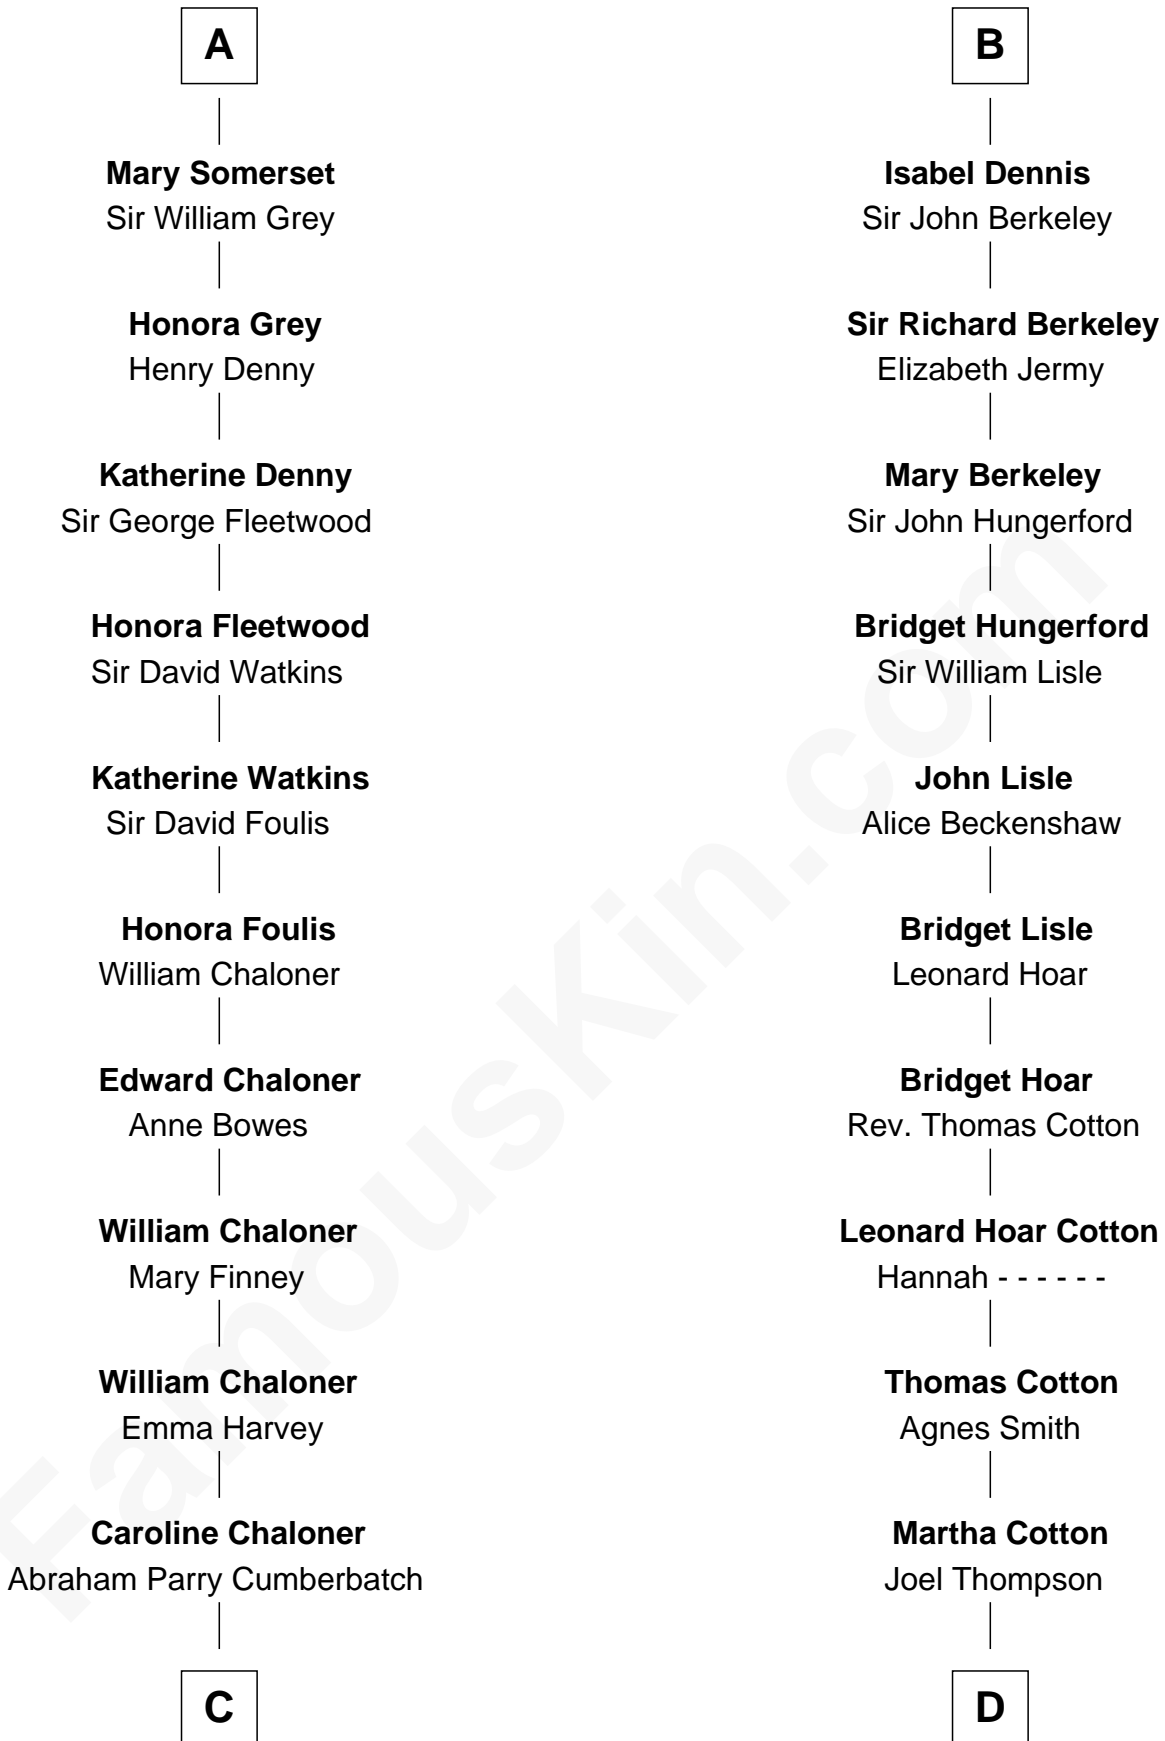 A
Mary Somerset
Sir William Grey
Honora Grey
Henry Denny
Katherine Denny
Sir George Fleetwood
Honora Fleetwood
Sir David Watkins
Katherine Watkins
Sir David Foulis
Honora Foulis
William Chaloner
Edward Chaloner
Anne Bowes
William Chaloner
Mary Finney
William Chaloner
Emma Harvey
Caroline Chaloner
Abraham Parry Cumberbatch
C
B
Isabel Dennis
Sir John Berkeley
Sir Richard Berkeley
Elizabeth Jermy
Mary Berkeley
Sir John Hungerford
Bridget Hungerford
Sir William Lisle
John Lisle
Alice Beckenshaw
Bridget Lisle
Leonard Hoar
Bridget Hoar
Rev. Thomas Cotton
Leonard Hoar Cotton
Hannah - - - - - -
Thomas Cotton
Agnes Smith
Martha Cotton
Joel Thompson
D
FamousKin.com